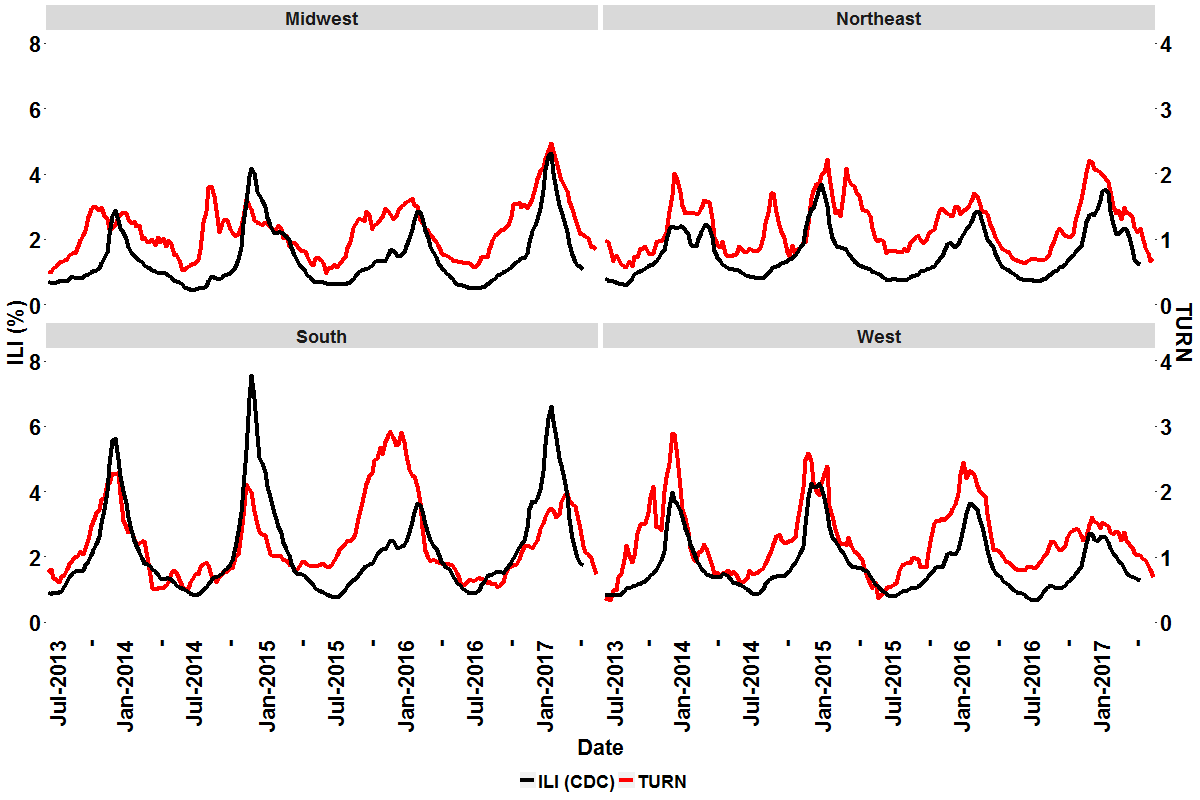 Midwest Northeast
8 4
6 3
4 2
2 1
0 0
ILI (%) TURN
South West
8 4
6 3
4 2
2 1
0 0
Jul-2013 - Jan-2014 - Jul-2014 - Jan-2015 - Jul-2015 - Jan-2016 - Jul-2016 - Jan-2017 - Jul-2013 - Jan-2014 - Jul-2014 - Jan-2015 - Jul-2015 - Jan-2016 - Jul-2016 - Jan-2017 -
Date
ILI (CDC) TURN